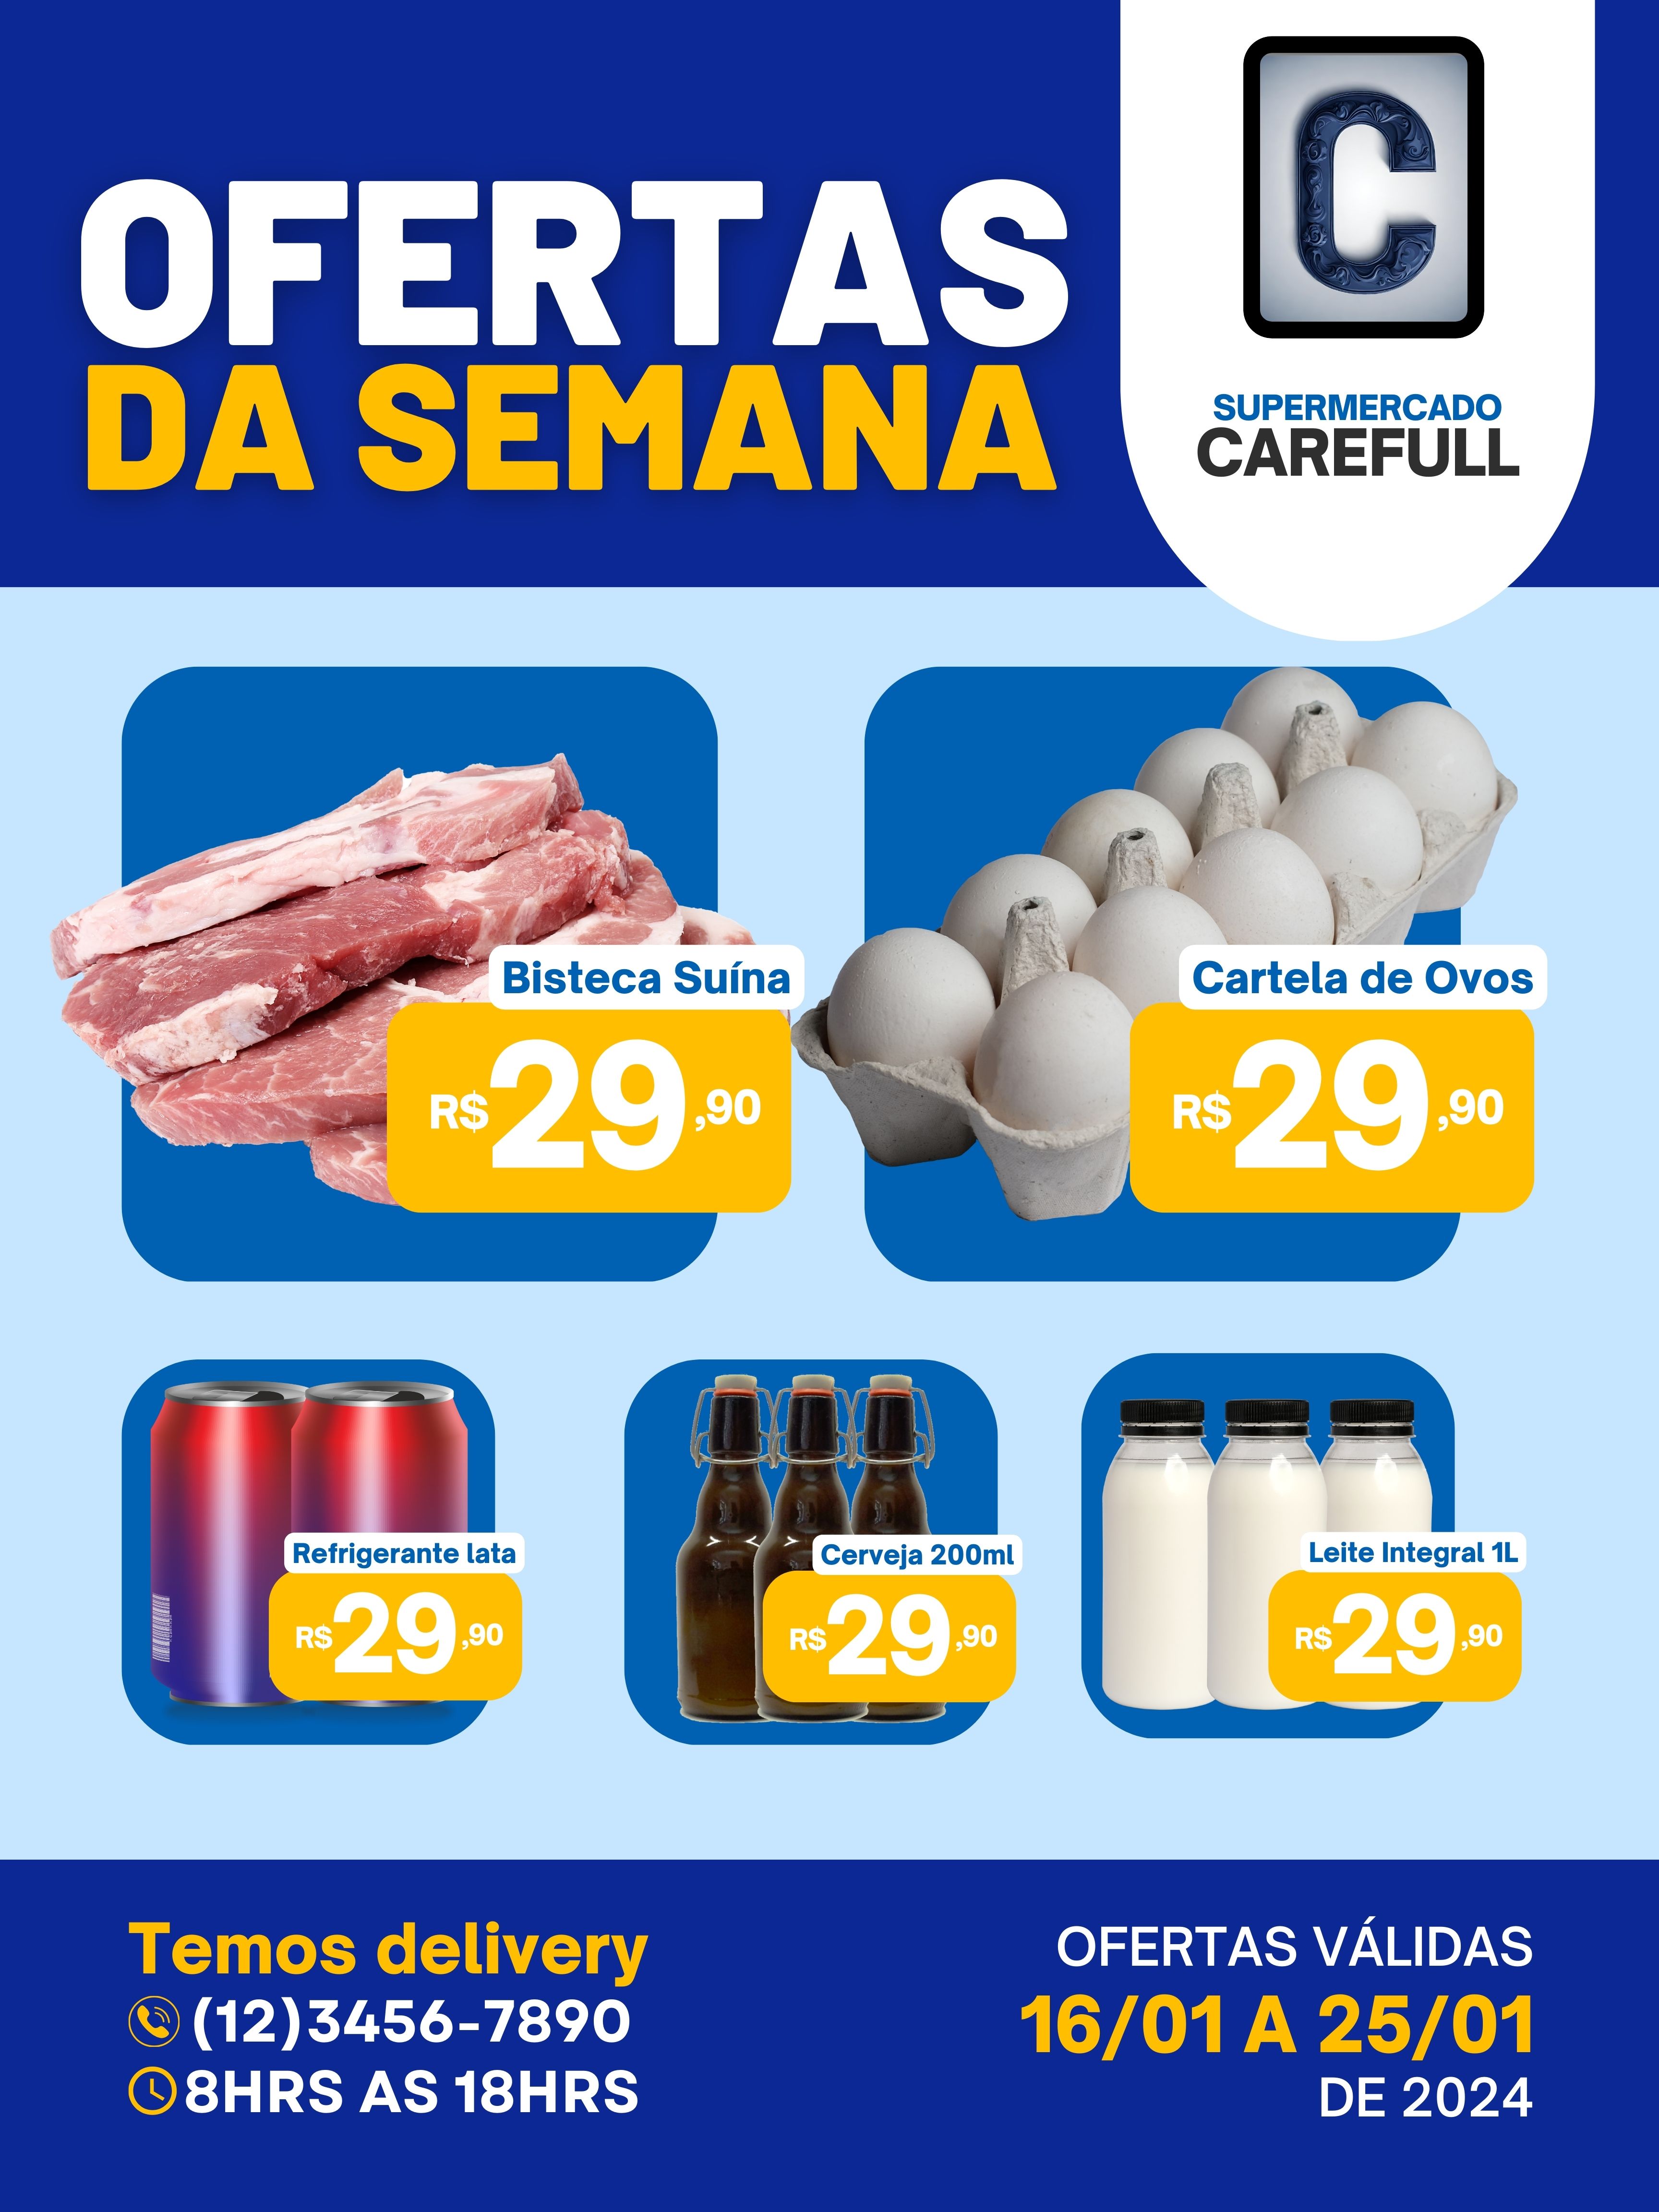 OFERTAS
DA SEMANA
C
SUPERMERCADO
CAREFULL
Bisteca Suína
R$29,90
Cartela de Ovos
R$29,90
Refrigerante lata
R$29,90
Cerveja 200ml
R$29,90
Leite Integral 1L
R$29,90
Temos delivery
(12)3456-7890
8HRS AS 18HRS
OFERTAS VÁLIDAS
16/01 A 25/01
DE 2024